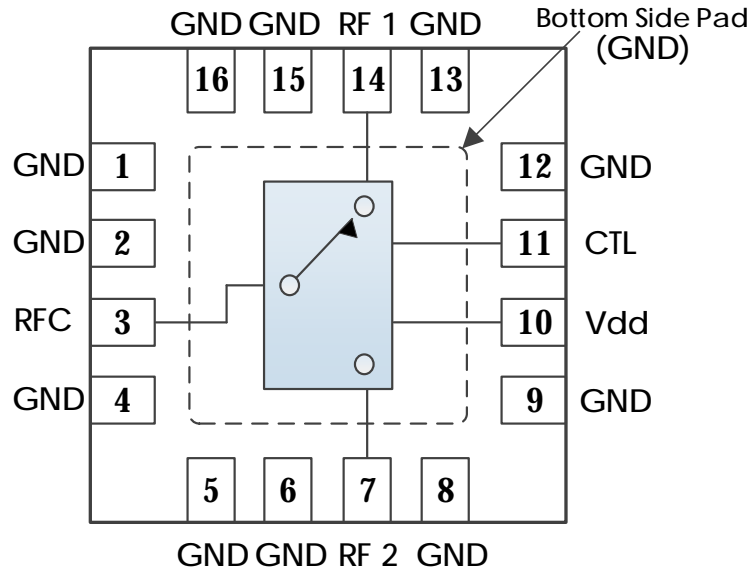 GND GND RF 1 GND
Bottom Side Pad
(GND)
16 15 14 13
GND 1
12 GND
GND 2
11 CTL
RFC 3
10 Vdd
GND 4
9 GND
5 6 7 8
GND GND RF 2 GND